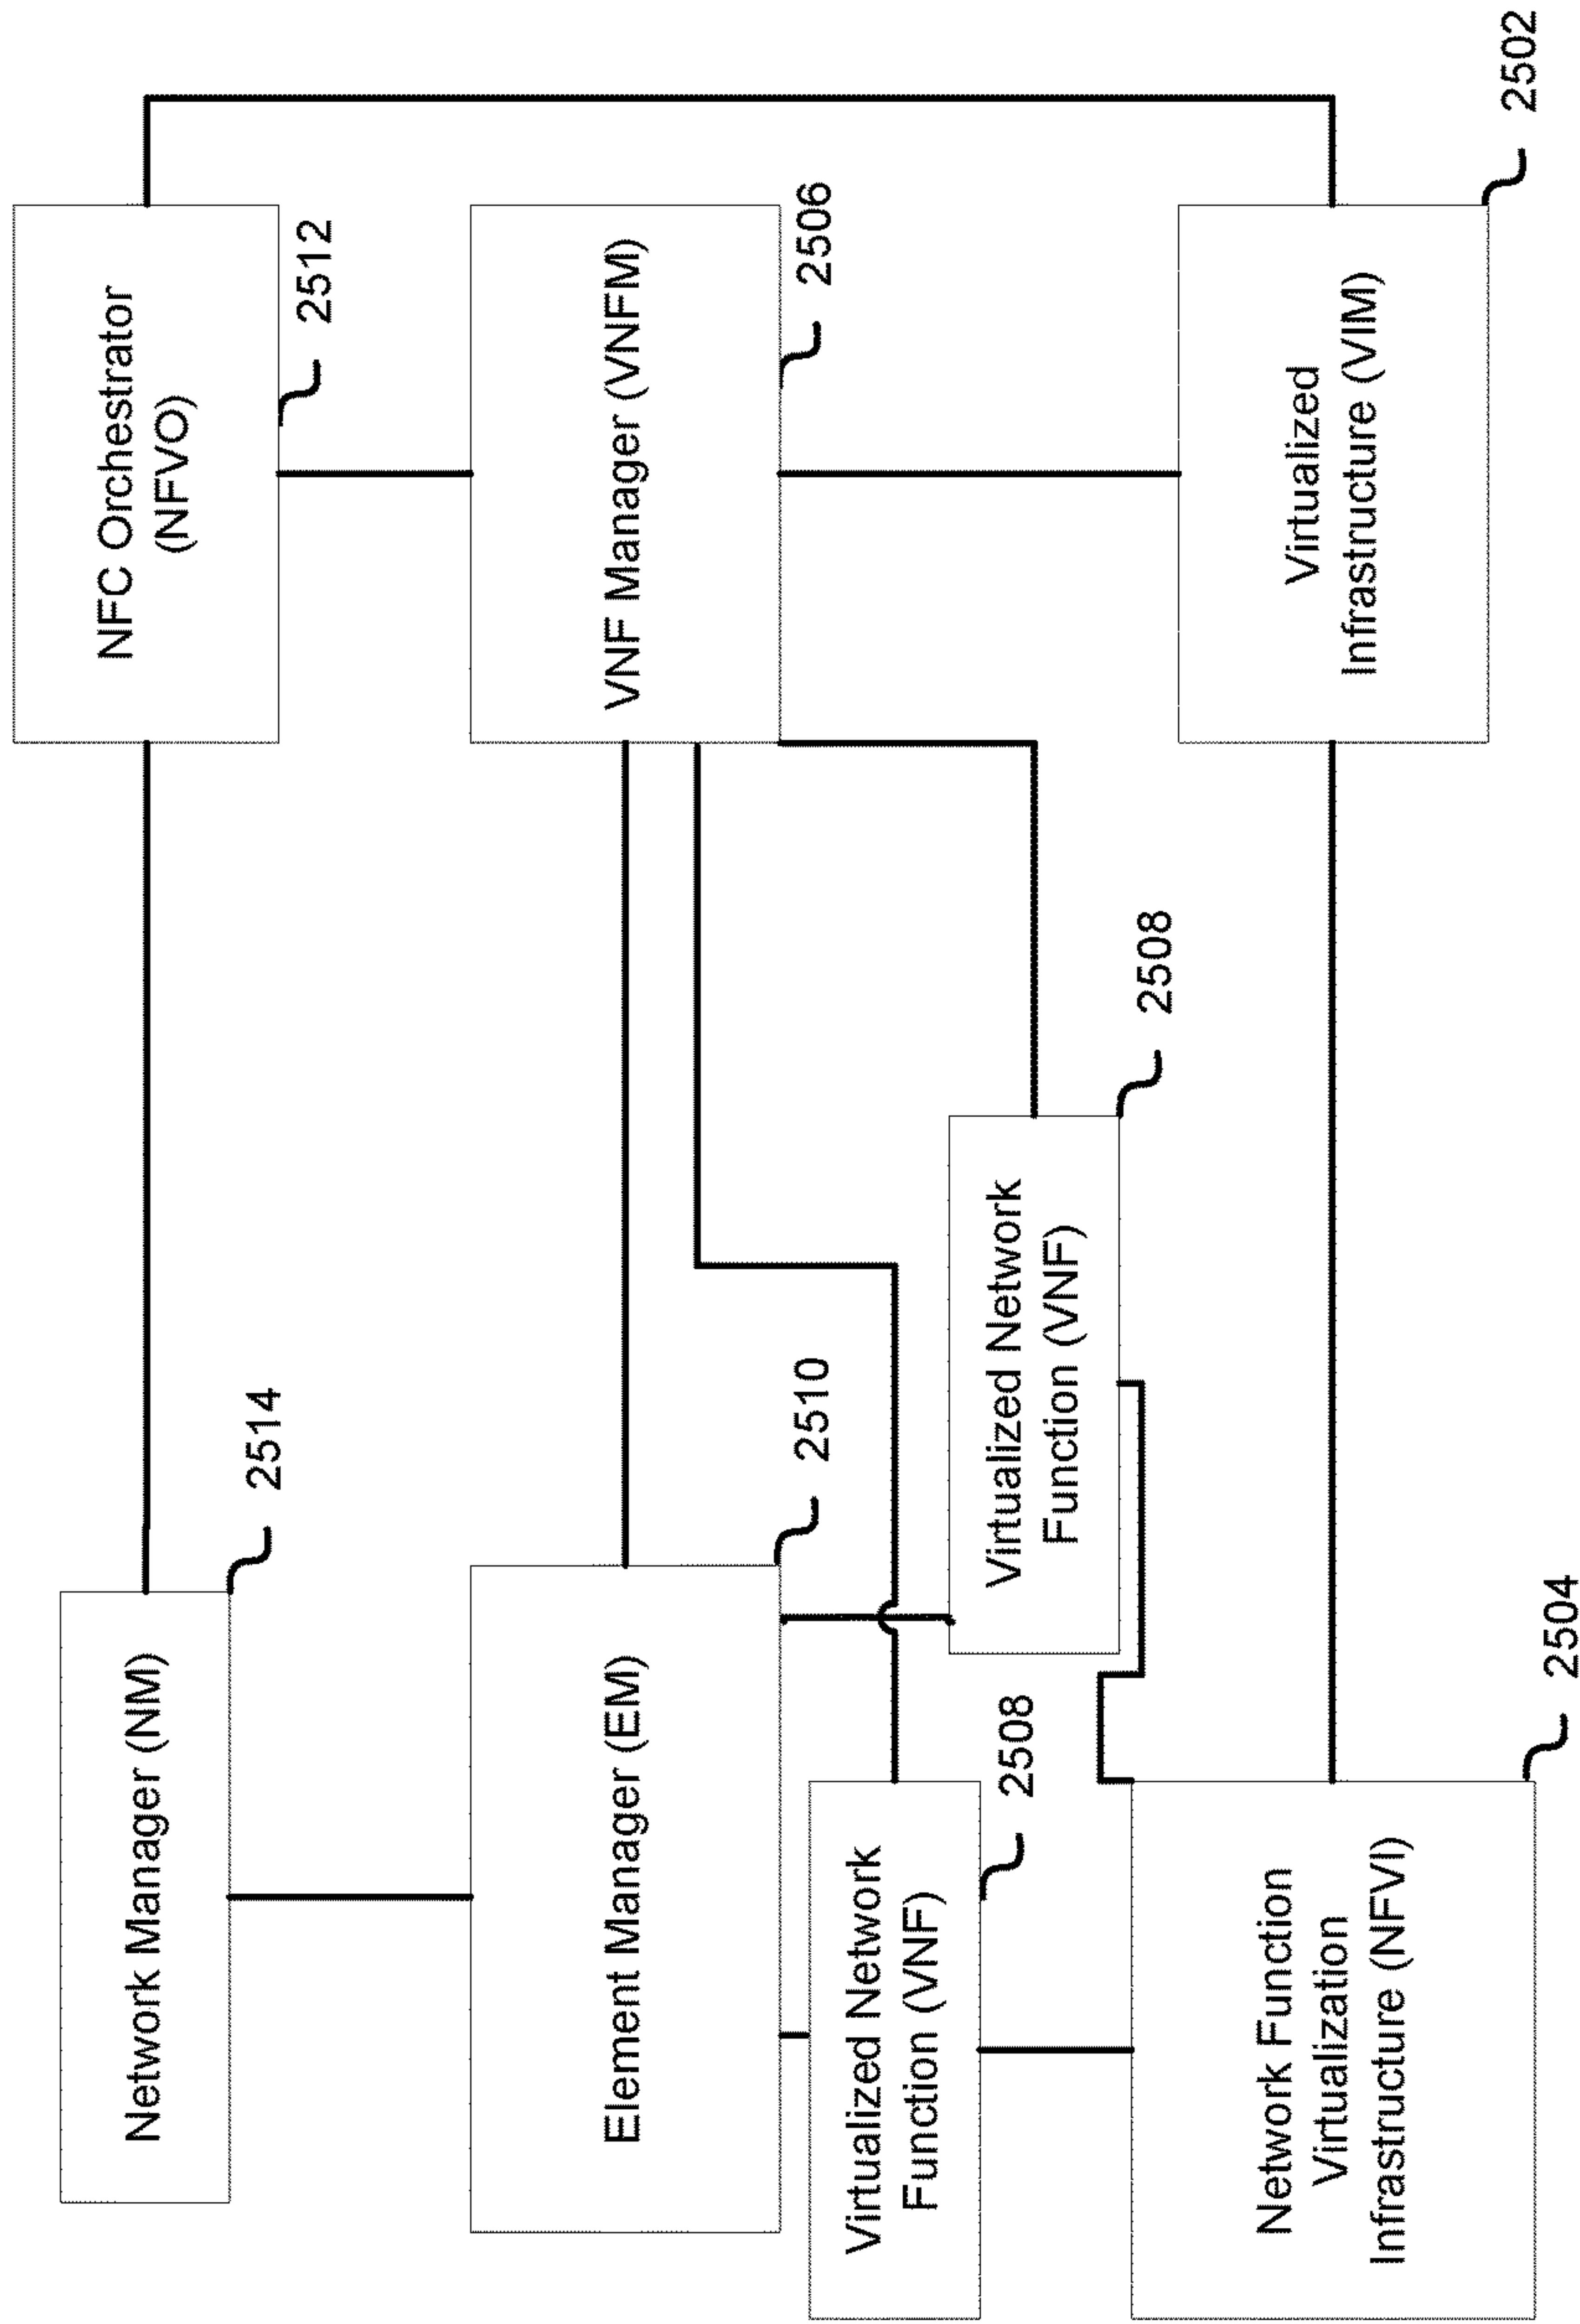 Network Manager (NM)
2514
NFC Orchestrator
(NFVO)
2512
Element Manager (EM)
2510
VNF Manager (VNFM)
2506
Virtualized Network
Function (VNF)
2508
Virtualized Network
Function (VNF)
2508
Network Function
Virtualization
Infrastructure (NFVI)
2504
Virtualized
Infrastructure (VIM)
2502